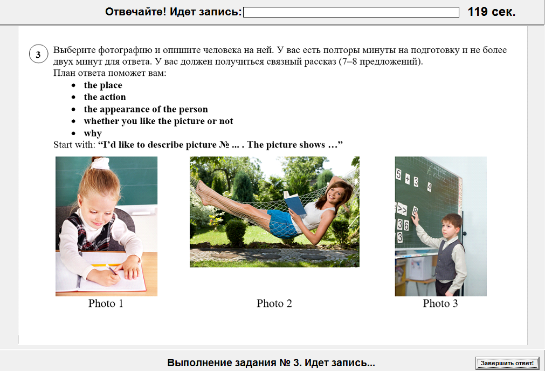 Отвечайте! Идет запись:
119 сек.
3
Выберите фотографию и опишите человека на ней. У вас есть полторы минуты на подготовку и не более
двух минут для ответа. У вас должен получиться связный рассказ (7–8 предложений).
План ответа поможет вам:
• the place
• the action
• the appearance of the person
• whether you like the picture or not
• why
Start with: “I’d like to describe picture № ... . The picture shows …”
Photo 1
Photo 2
Photo 3
Выполнение задания № 3. Идет запись...
Завершить ответ!